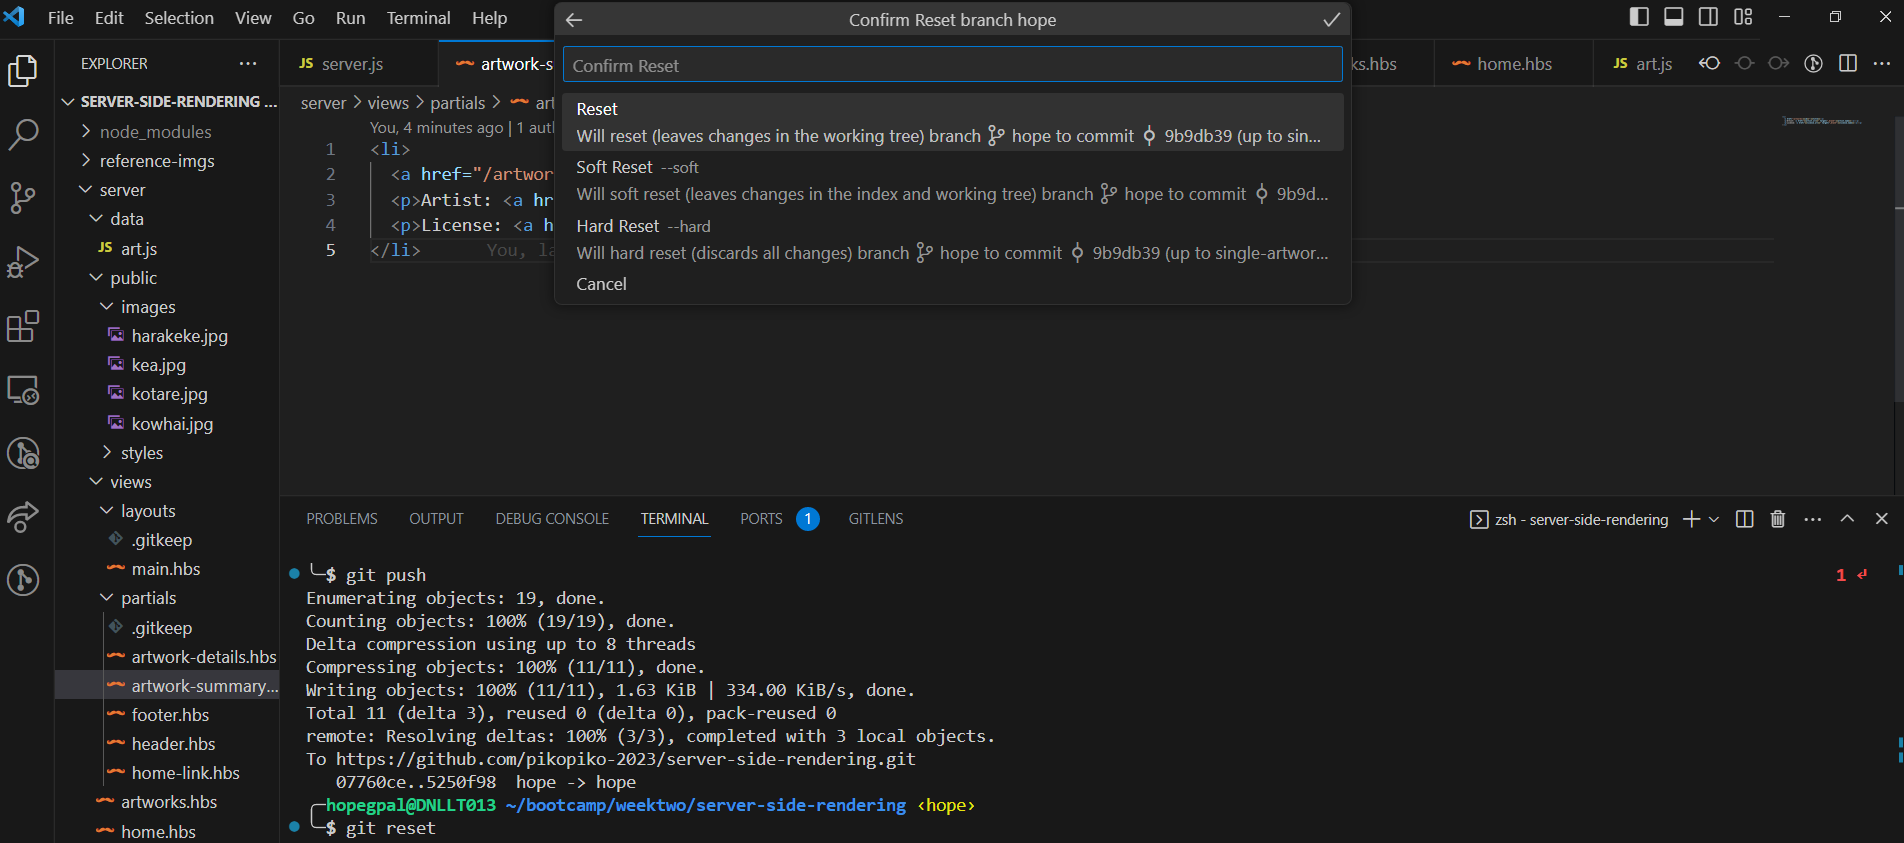 File Edit Selection View Go Run Terminal Help
Confirm Reset branch hope
Confirm Reset
Reset
Will reset (leaves changes in the working tree) branch hope to commit 9b9db39 (up to sin...
Soft Reset --soft
Will soft reset (leaves changes in the index and working tree) branch hope to commit 9b9d...
Hard Reset --hard
Will hard reset (discards all changes) branch hope to commit 9b9db39 (up to single-artwor...
Cancel
EXPLORER
SERVER-SIDE-RENDERING ...
node_modules
reference-imgs
server
data
JS art.js
public
images
harakeke.jpg
kea.jpg
kotare.jpg
kowhai.jpg
styles
views
layouts
.gitkeep
main.hbs
partials
.gitkeep
artwork-details.hbs
artwork-summary...
footer.hbs
header.hbs
home-link.hbs
artworks.hbs
home.hbs
JS server.js
artwork-s
ks.hbs
home.hbs
JS art.js
server > views > partials > art
You, 4 minutes ago | 1 aut
1 <li>
2 <a href="/artwor
3 <p>Artist: <a hr
4 <p>License: <a h
5 </li> You, la
PROBLEMS OUTPUT DEBUG CONSOLE TERMINAL PORTS 1 GITLENS
zsh - server-side-rendering
$ git push 1 ↵
Enumerating objects: 19, done.
Counting objects: 100% (19/19), done.
Delta compression using up to 8 threads
Compressing objects: 100% (11/11), done.
Writing objects: 100% (11/11), 1.63 KiB | 334.00 KiB/s, done.
Total 11 (delta 3), reused 0 (delta 0), pack-reused 0
remote: Resolving deltas: 100% (3/3), completed with 3 local objects.
To https://github.com/pikopiko-2023/server-side-rendering.git
07760ce..5250f98 hope -> hope
hopegpal@DNLLT013 ~/bootcamp/weektwo/server-side-rendering ‹hope›
$ git reset